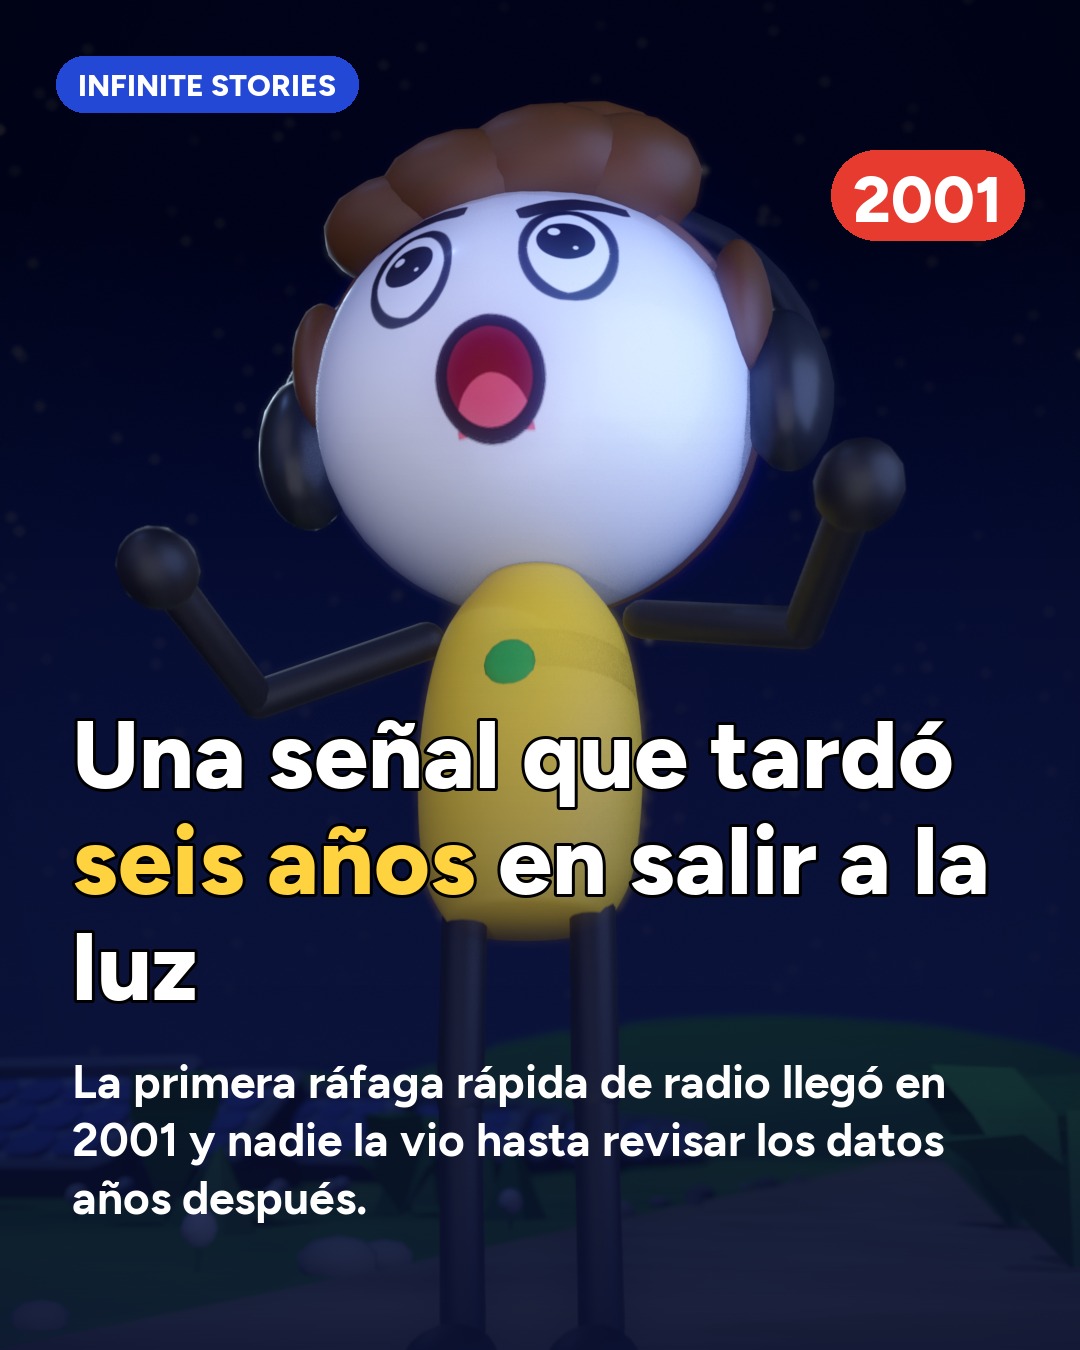 INFINITE STORIES
2001
Una señal que tardó
seis años en salir a la
luz
La primera ráfaga rápida de radio llegó en
2001 y nadie la vio hasta revisar los datos
años después.